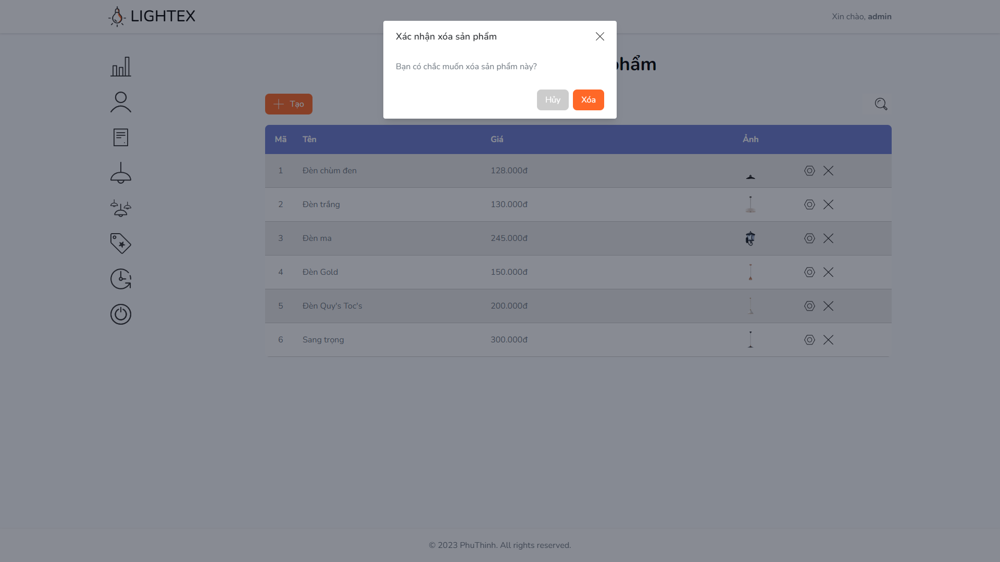 LIGHTEX
Xin chào, admin
Xác nhận xóa sản phẩm
Bạn có chắc muốn xóa sản phẩm này?
Hủy Xóa
phẩm
Tạo
Mã Tên Giá Ảnh
1 Đèn chùm đen 128.000đ
2 Đèn trắng 130.000đ
3 Đèn ma 245.000đ
4 Đèn Gold 150.000đ
5 Đèn Quy's Toc's 200.000đ
6 Sang trọng 300.000đ
© 2023 PhuThinh. All rights reserved.